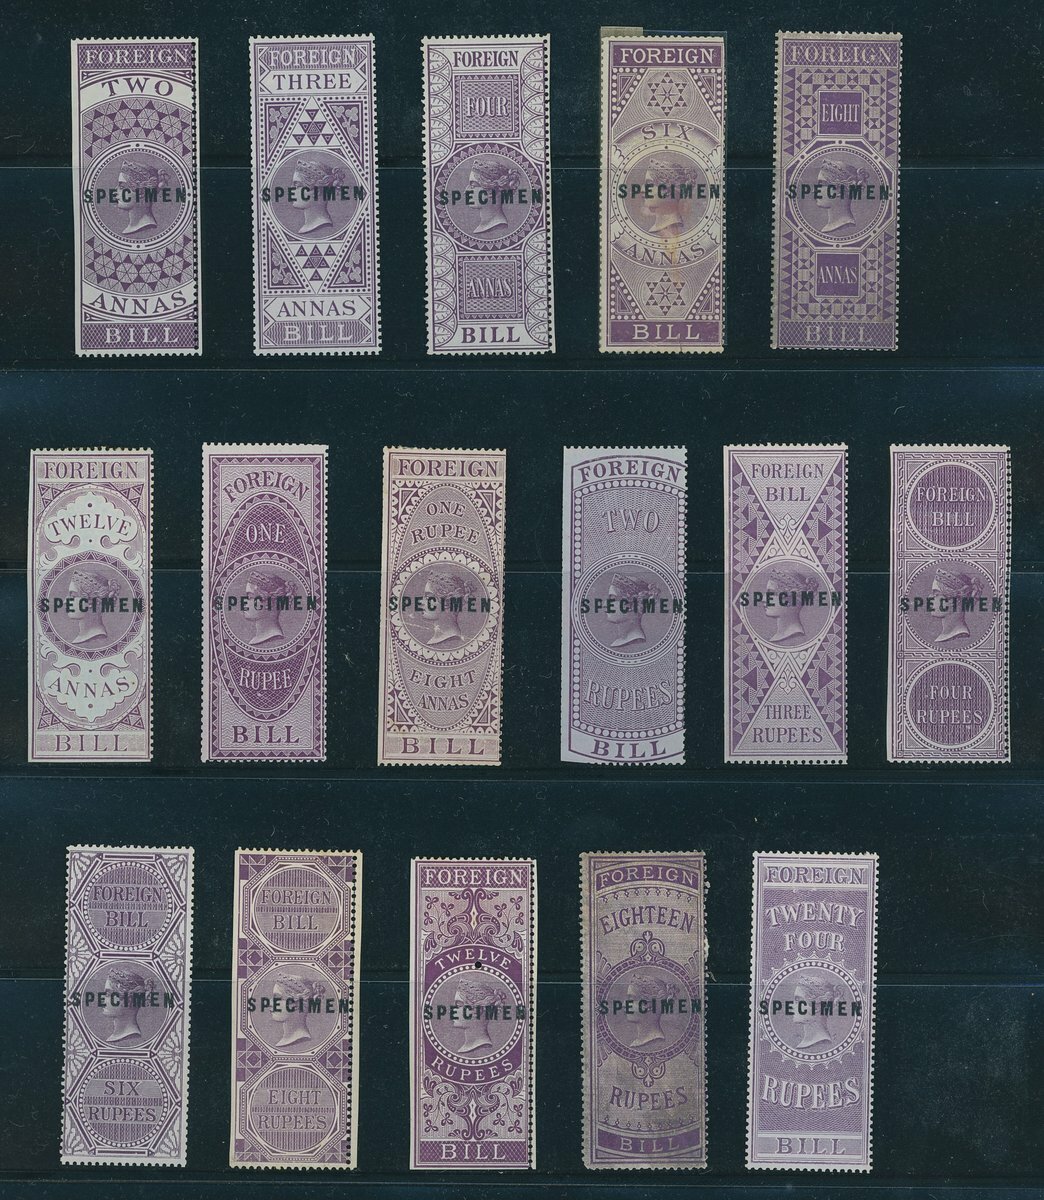 FOREIGN
TWO
SPECIMEN
ANNAS
BILL
FOREIGN
THREE
SPECIMEN
ANNAS
BILL
FOREIGN
FOUR
SPECIMEN
ANNAS
BILL
FOREIGN
SIX
SPECIMEN
ANNAS
BILL
FOREIGN
EIGHT
SPECIMEN
ANNAS
BILL
FOREIGN
TWELVE
SPECIMEN
ANNAS
BILL
FOREIGN
ONE
SPECIMEN
RUPEE
BILL
FOREIGN
ONE
RUPEE
SPECIMEN
EIGHT
ANNAS
BILL
FOREIGN
TWO
SPECIMEN
RUPEES
BILL
FOREIGN
BILL
SPECIMEN
THREE
RUPEES
FOREIGN
BILL
SPECIMEN
FOUR
RUPEES
FOREIGN
BILL
SPECIMEN
SIX
RUPEES
FOREIGN
BILL
SPECIMEN
EIGHT
RUPEES
FOREIGN
TWELVE
SPECIMEN
RUPEES
BILL
FOREIGN
EIGHTEEN
SPECIMEN
RUPEES
BILL
FOREIGN
TWENTY
FOUR
SPECIMEN
RUPEES
BILL